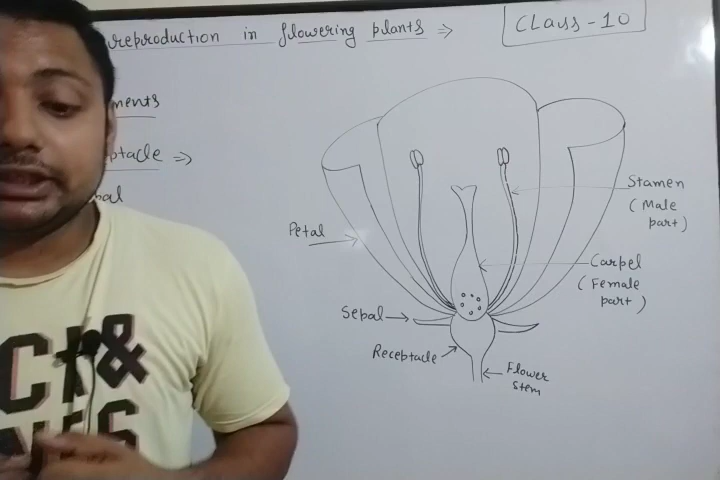 reproduction in flowering plants ⇒
CLass - 10
ments
ptacle ⇒
pal
Petal
Stamen
(Male
part)
Carpel
(Female
part)
Sepal
Receptacle
Flower
stem